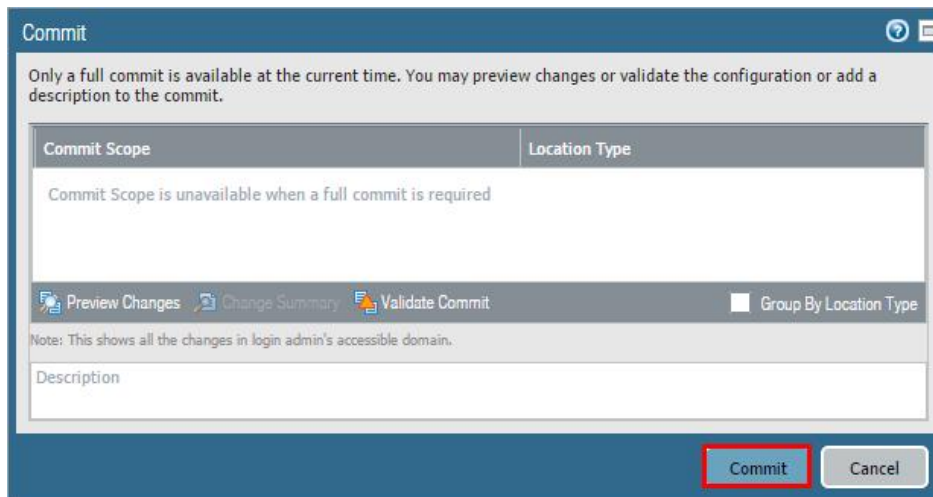 Commit
Only a full commit is available at the current time. You may preview changes or validate the configuration or add a
description to the commit.
Commit Scope Location Type
Commit Scope is unavailable when a full commit is required
Preview Changes Change Summary Validate Commit Group By Location Type
Note: This shows all the changes in login admin's accessible domain.
Description
Commit Cancel